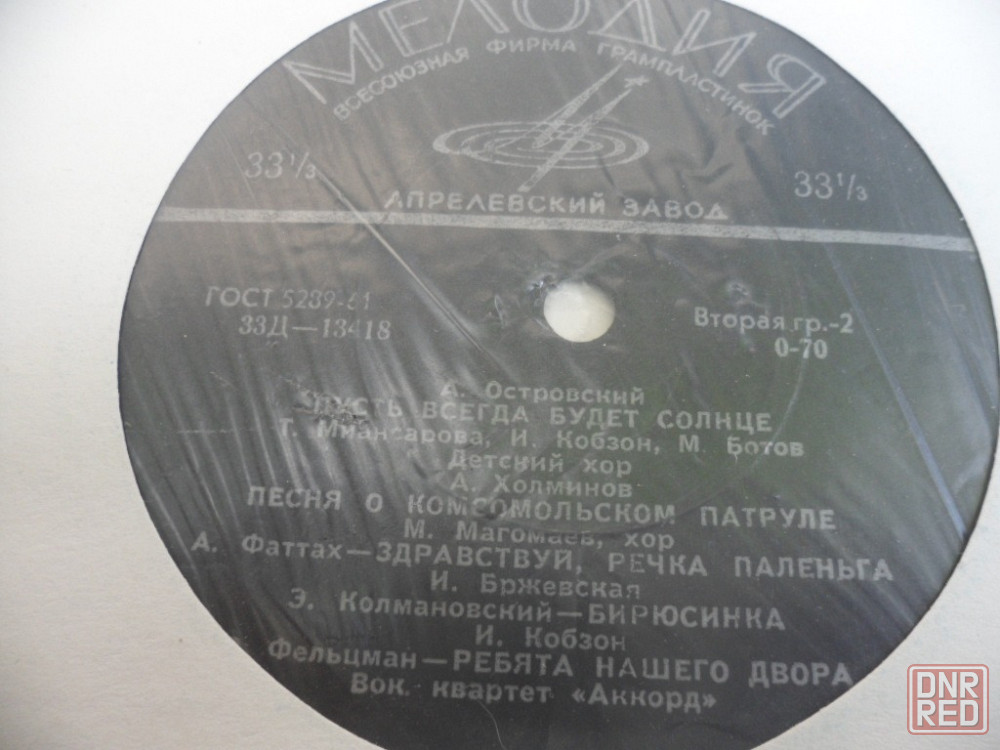 МЕЛОДИЯ
ВСЕСОЮЗНАЯ ФИРМА ГРАМПЛАСТИНОК
33⅓
33⅓
АПРЕЛЕВСКИЙ ЗАВОД
ГОСТ 5289-61
33Д—13418
Вторая гр.-2
0-70
А. Островский
ПУСТЬ ВСЕГДА БУДЕТ СОЛНЦЕ
Т. Миансарова, И. Кобзон, М. Ботов
Детский хор
А. Холминов
ПЕСНЯ О КОМСОМОЛЬСКОМ ПАТРУЛЕ
М. Магомаев, хор
А. Фаттах—ЗДРАВСТВУЙ, РЕЧКА ПАЛЕНЬГА
И. Бржевская
Э. Колмановский—БИРЮСИНКА
И. Кобзон
Фельцман—РЕБЯТА НАШЕГО ДВОРА
Вок. квартет «Аккорд»
DNR
RED